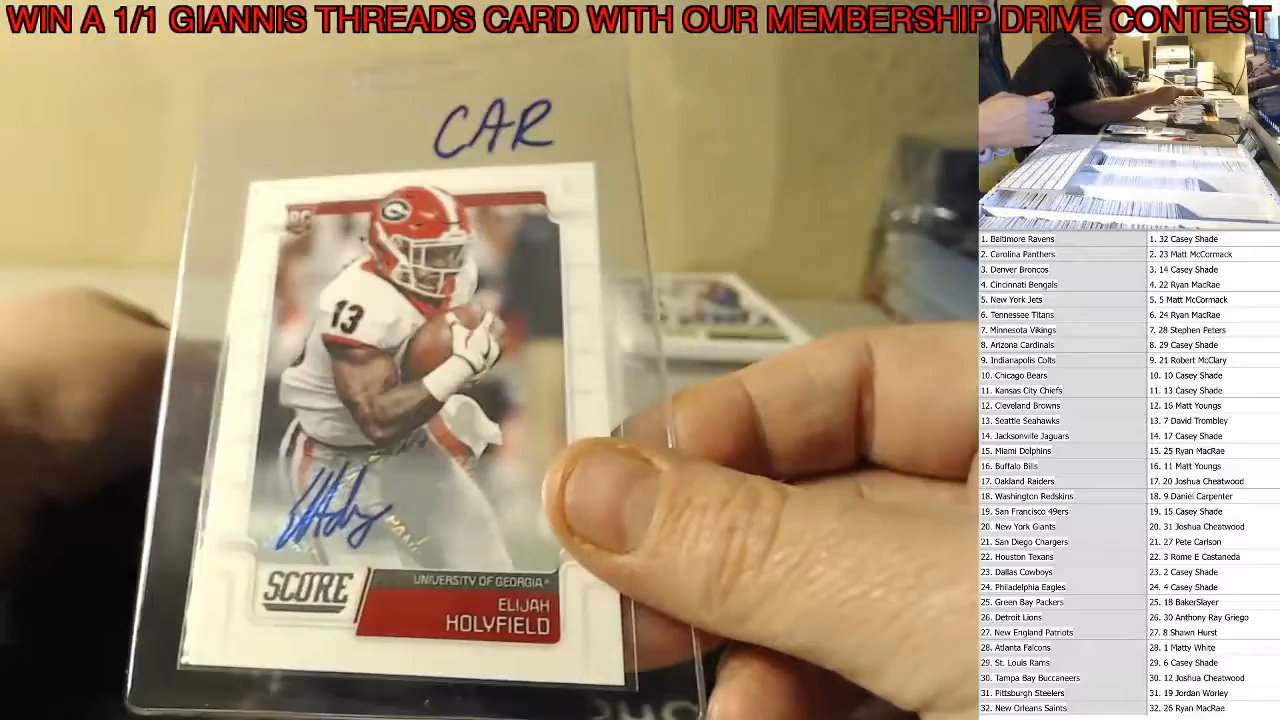 WIN A 1/1 GIANNIS THREADS CARD WITH OUR MEMBERSHIP DRIVE CONTEST
CAR
RC
G
13
SCORE
UNIVERSITY OF GEORGIA
ELIJAH
HOLYFIELD
1. Baltimore Ravens 1. 32 Casey Shade
2. Carolina Panthers 2. 23 Matt McCormack
3. Denver Broncos 3. 14 Casey Shade
4. Cincinnati Bengals 4. 22 Ryan MacRae
5. New York Jets 5. 5 Matt McCormack
6. Tennessee Titans 6. 24 Ryan MacRae
7. Minnesota Vikings 7. 28 Stephen Peters
8. Arizona Cardinals 8. 29 Casey Shade
9. Indianapolis Colts 9. 21 Robert McClary
10. Chicago Bears 10. 10 Casey Shade
11. Kansas City Chiefs 11. 13 Casey Shade
12. Cleveland Browns 12. 16 Matt Youngs
13. Seattle Seahawks 13. 7 David Trombley
14. Jacksonville Jaguars 14. 17 Casey Shade
15. Miami Dolphins 15. 25 Ryan MacRae
16. Buffalo Bills 16. 11 Matt Youngs
17. Oakland Raiders 17. 20 Joshua Cheatwood
18. Washington Redskins 18. 9 Daniel Carpenter
19. San Francisco 49ers 19. 15 Casey Shade
20. New York Giants 20. 31 Joshua Cheatwood
21. San Diego Chargers 21. 27 Pete Carlson
22. Houston Texans 22. 3 Rome E Castaneda
23. Dallas Cowboys 23. 2 Casey Shade
24. Philadelphia Eagles 24. 4 Casey Shade
25. Green Bay Packers 25. 18 BakerSlayer
26. Detroit Lions 26. 30 Anthony Ray Griego
27. New England Patriots 27. 8 Shawn Hurst
28. Atlanta Falcons 28. 1 Matty White
29. St. Louis Rams 29. 6 Casey Shade
30. Tampa Bay Buccaneers 30. 12 Joshua Cheatwood
31. Pittsburgh Steelers 31. 19 Jordan Worley
32. New Orleans Saints 32. 26 Ryan MacRae